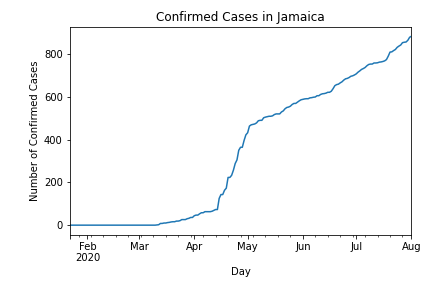 Confirmed Cases in Jamaica
Number of Confirmed Cases
800
600
400
200
0
Feb Mar Apr May Jun Jul Aug
2020
Day